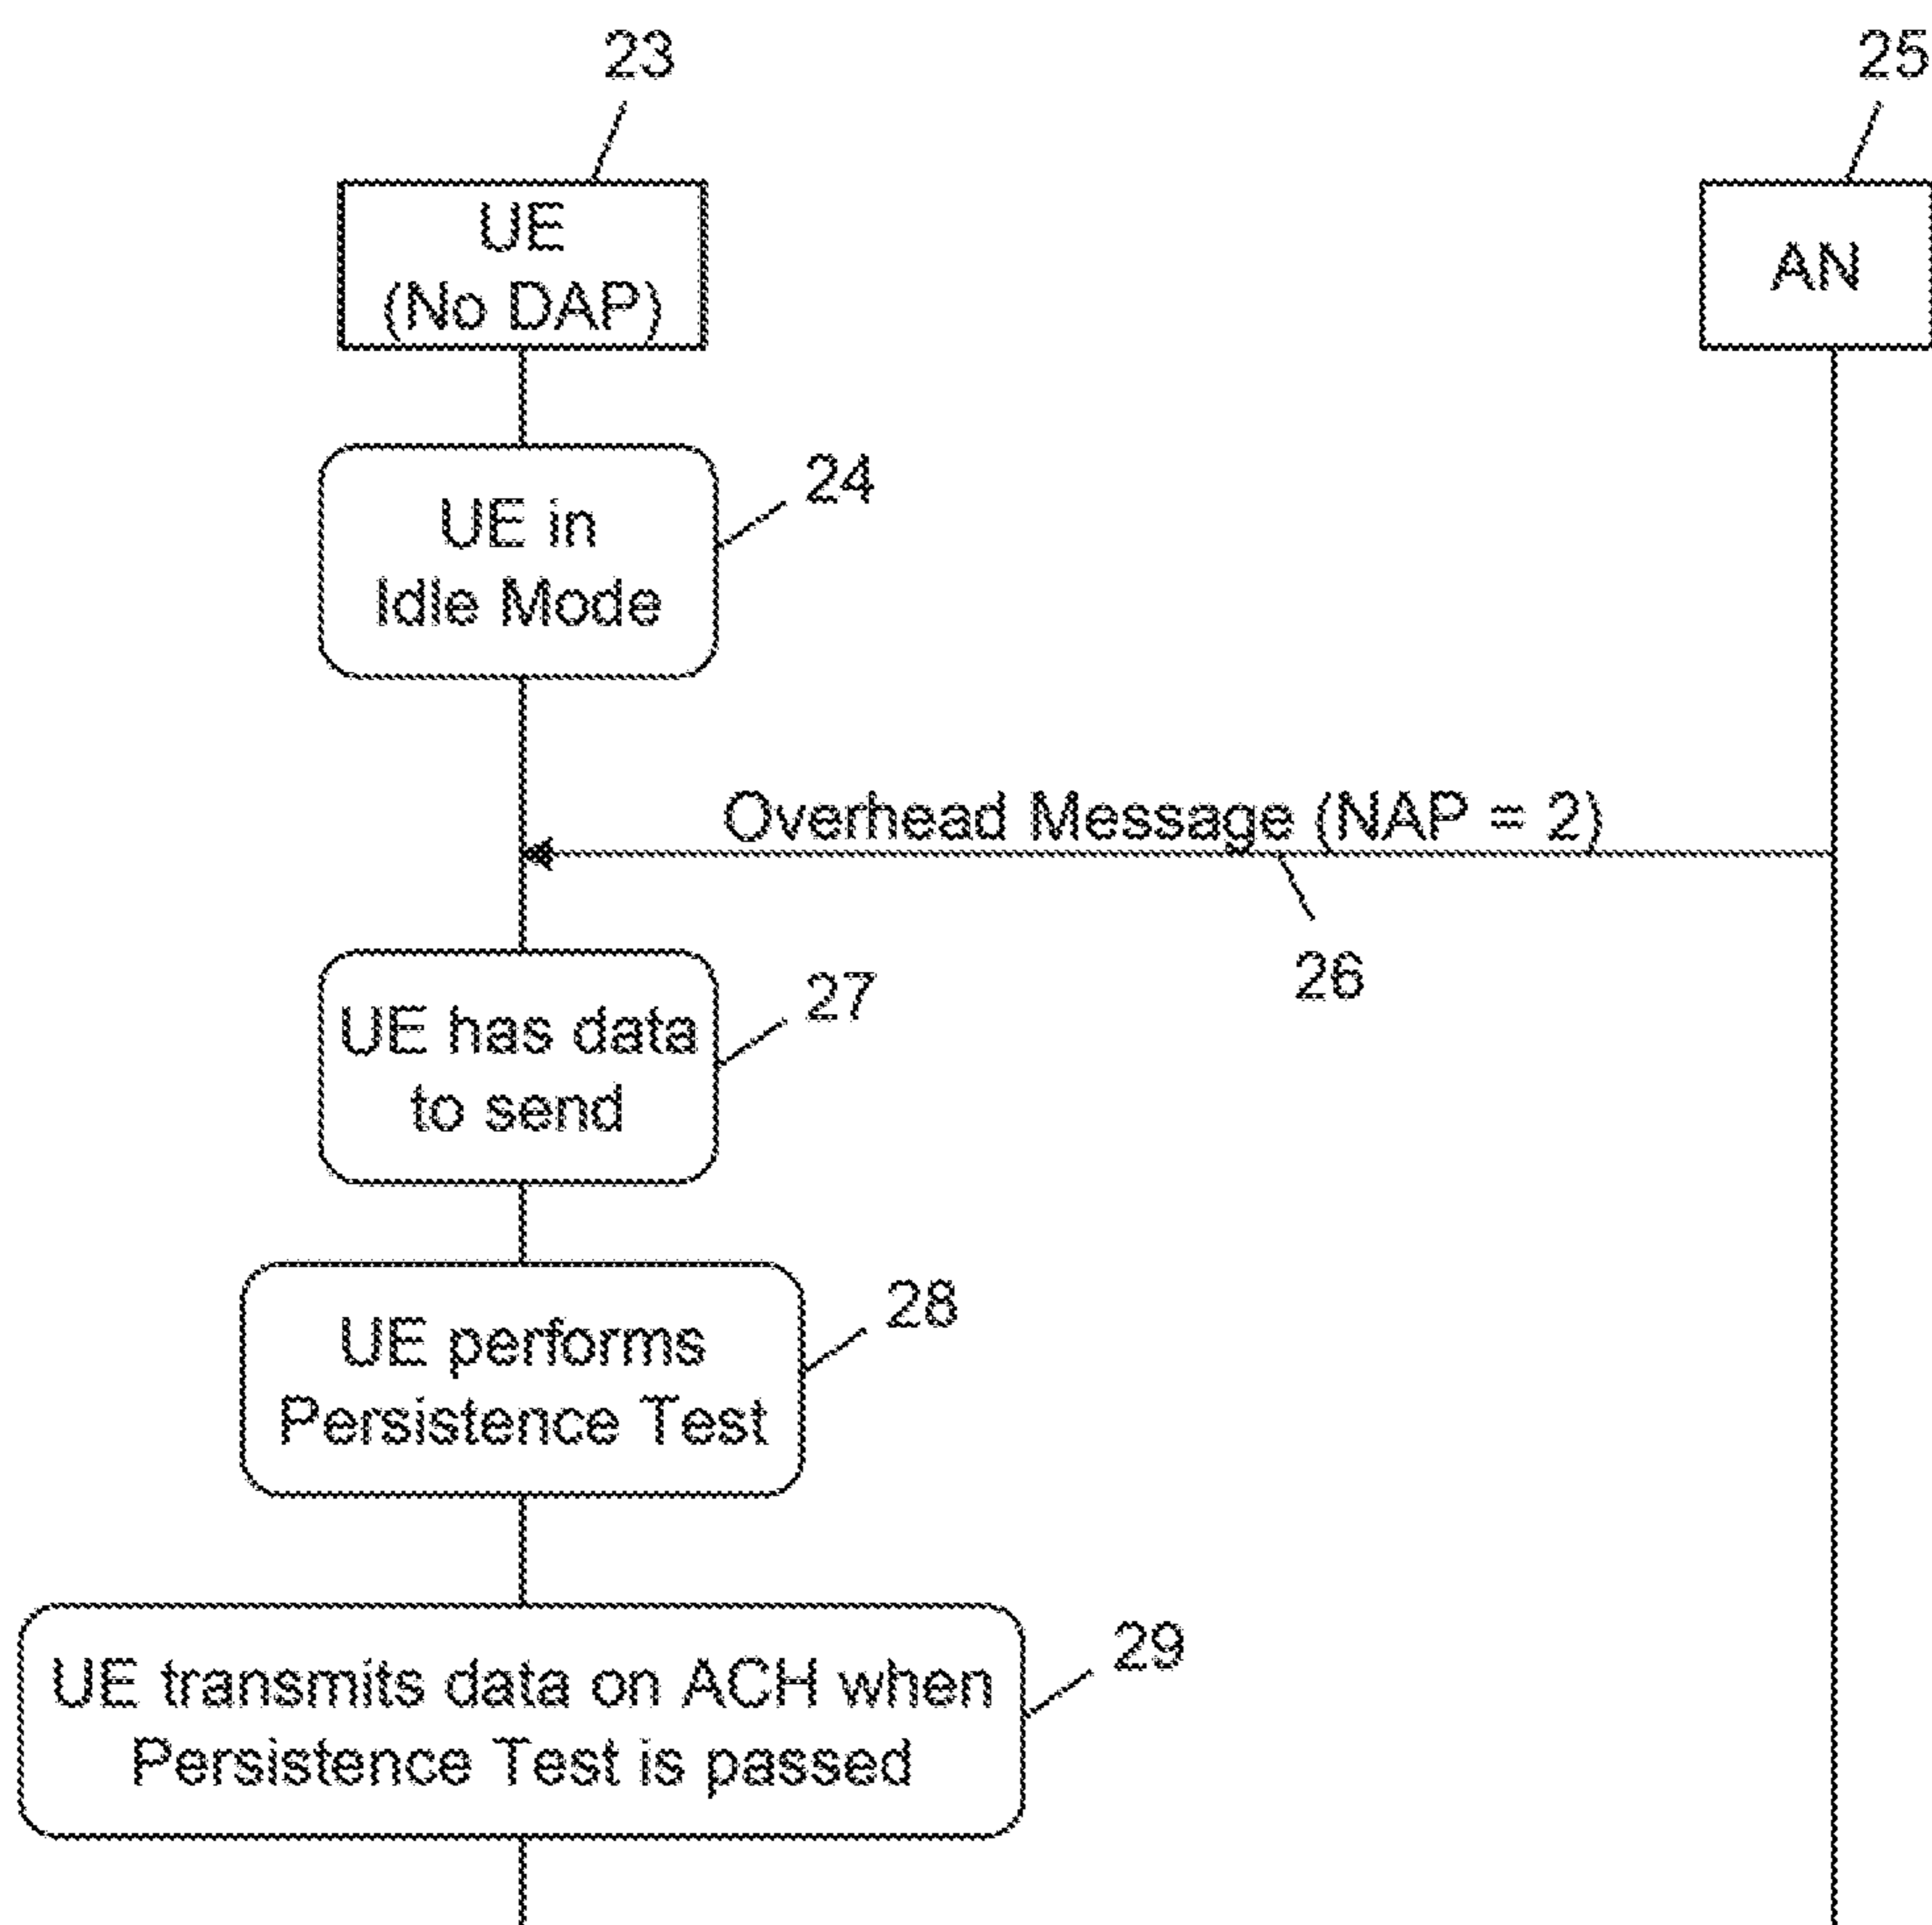 23
25
UE
(No DAP)
AN
24
UE in
Idle Mode
Overhead Message (NAP = 2)
26
27
UE has data
to send
28
UE performs
Persistence Test
29
UE transmits data on ACH when
Persistence Test is passed